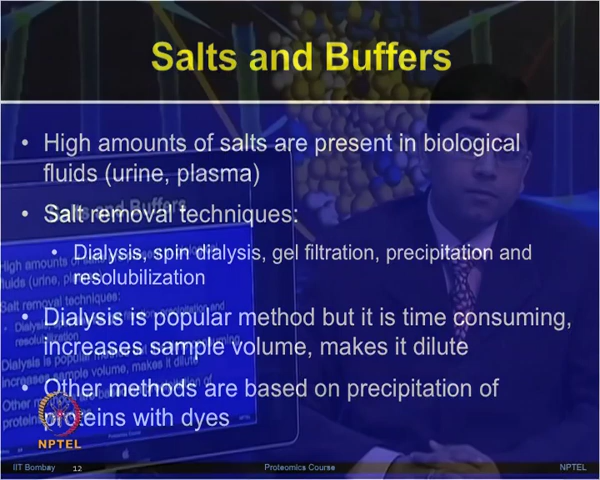 Salts and Buffers
• High amounts of salts are present in biological
fluids (urine, plasma)
• Salt removal techniques:
• Dialysis, spin dialysis, gel filtration, precipitation and
resolubilization
• Dialysis is popular method but it is time consuming,
increases sample volume, makes it dilute
• Other methods are based on precipitation of
proteins with dyes
NPTEL
IIT Bombay 12 Proteomics Course NPTEL